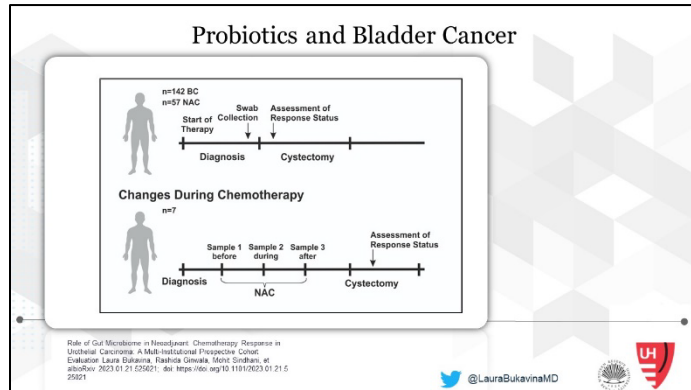 Probiotics and Bladder Cancer
n=142 BC
n=57 NAC
Start of
Therapy
Swab
Collection
Assessment of
Response Status
Diagnosis
Cystectomy
Changes During Chemotherapy
n=7
Assessment of
Response Status
Sample 1
before
Sample 2
during
Sample 3
after
Diagnosis
NAC
Cystectomy
Role of Gut Microbiome in Neoadjuvant Chemotherapy Response in
Urothelial Carcinoma: A Multi-Institutional Prospective Cohort
Evaluation Laura Bukavina, Rashida Ginwala, Mohit Sindhani, et
albioRxiv 2023.01.21.525021; doi: https://doi.org/10.1101/2023.01.21.5
25021
@LauraBukavinaMD
UH